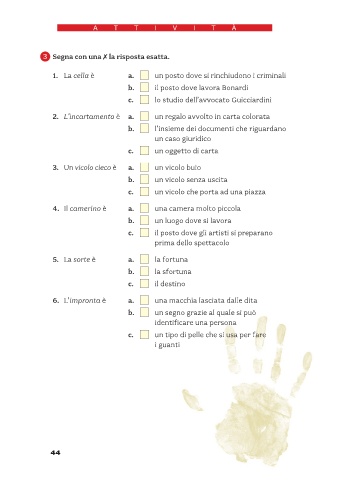 ATTIVITÀ
3 Segna con una ✗ la risposta esatta.
1. La cella è
a. un posto dove si rinchiudono i criminali
b. il posto dove lavora Bonardi
c. lo studio dell'avvocato Guicciardini
2. L'incartamento è
a. un regalo avvolto in carta colorata
b. l'insieme dei documenti che riguardano
un caso giuridico
c. un oggetto di carta
3. Un vicolo cieco è
a. un vicolo buio
b. un vicolo senza uscita
c. un vicolo che porta ad una piazza
4. Il camerino è
a. una camera molto piccola
b. un luogo dove si lavora
c. il posto dove gli artisti si preparano
prima dello spettacolo
5. La sorte è
a. la fortuna
b. la sfortuna
c. il destino
6. L'impronta è
a. una macchia lasciata dalle dita
b. un segno grazie al quale si può
identificare una persona
c. un tipo di pelle che si usa per fare
i guanti
44